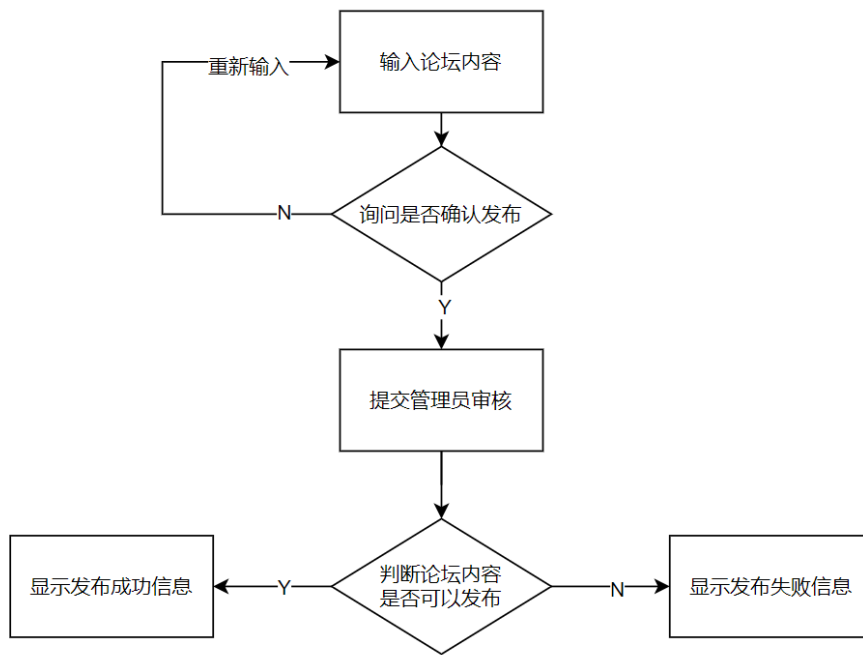 输入论坛内容
重新输入
询问是否确认发布
N
Y
提交管理员审核
判断论坛内容
是否可以发布
Y
显示发布成功信息
N
显示发布失败信息